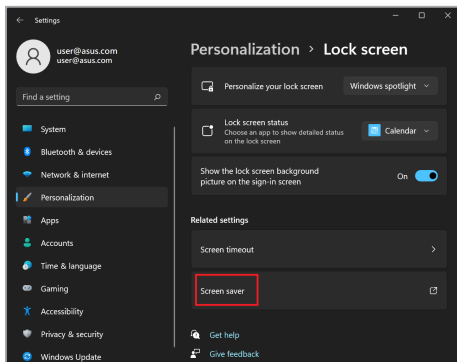 Settings
user@asus.com
user@asus.com
Find a setting
System
Bluetooth & devices
Network & internet
Personalization
Apps
Accounts
Time & language
Gaming
Accessibility
Privacy & security
Windows Update
Personalization > Lock screen
Personalize your lock screen
Windows spotlight
Lock screen status
Choose an app to show detailed status
on the lock screen
Calendar
Show the lock screen background
picture on the sign-in screen
On
Related settings
Screen timeout
Screen saver
Get help
Give feedback